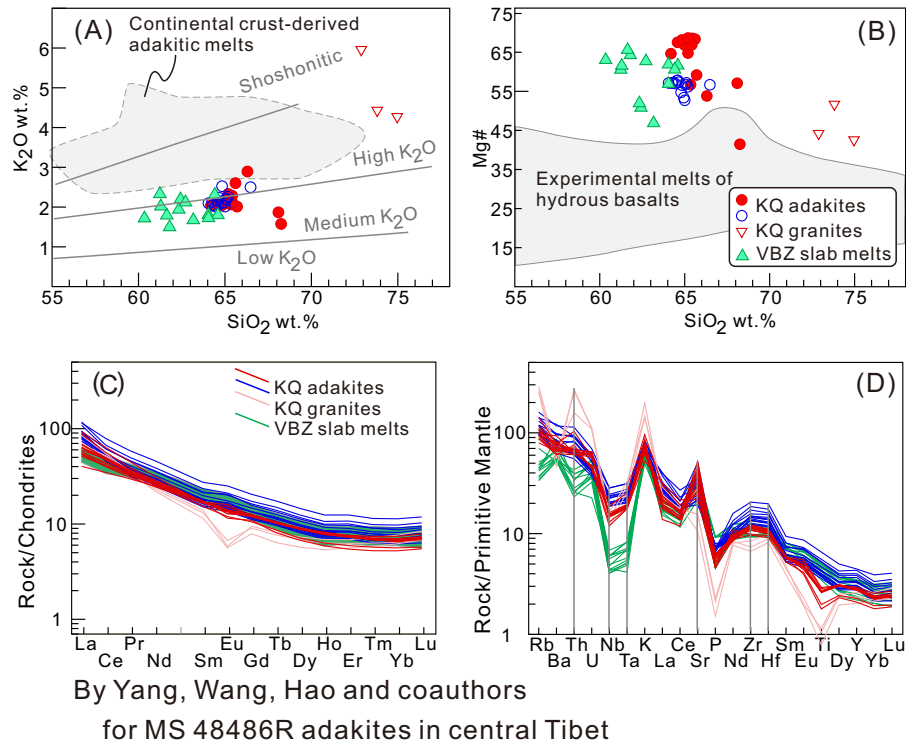 (A)
Continental crust-derived
adakitic melts
Shoshonitic
High K2O
Medium K2O
Low K2O
K2O wt.%
6
5
4
3
2
1
55
60
65
70
75
SiO2 wt.%
(B)
Experimental melts of
hydrous basalts
KQ adakites
KQ granites
VBZ slab melts
Mg#
75
65
55
45
35
25
15
55
60
65
70
75
SiO2 wt.%
(C)
KQ adakites
KQ granites
VBZ slab melts
Rock/Chondrites
100
10
1
La Pr Eu Tb Ho Tm Lu
Ce Nd Sm Gd Dy Er Yb
(D)
Rock/Primitive Mantle
100
10
1
Rb Th Nb K Ce P Zr Sm Ti Y Lu
Ba U Ta La Sr Nd Hf Eu Dy Yb
By Yang, Wang, Hao and coauthors
for MS 48486R adakites in central Tibet